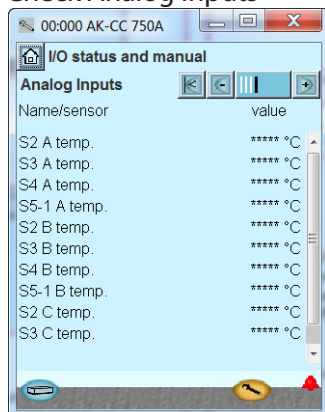 Check Analog Inputs
00:000 AK-CC 750A
I/O status and manual
Analog Inputs
Name/sensor value
S2 A temp. ***** °C
S3 A temp. ***** °C
S4 A temp. ***** °C
S5-1 A temp. ***** °C
S2 B temp. ***** °C
S3 B temp. ***** °C
S4 B temp. ***** °C
S5-1 B temp. ***** °C
S2 C temp. ***** °C
S3 C temp. ***** °C